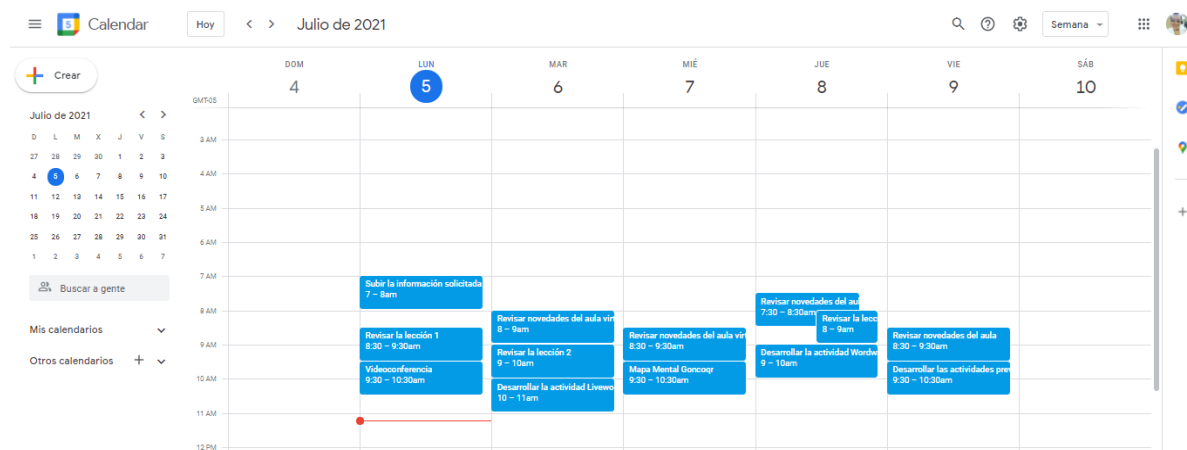 5 Calendar
Hoy
Julio de 2021
Semana
Crear
Julio de 2021
D L M X J V S
27 28 29 30 1 2 3
4 5 6 7 8 9 10
11 12 13 14 15 16 17
18 19 20 21 22 23 24
25 26 27 28 29 30 31
1 2 3 4 5 6 7
Buscar a gente
Mis calendarios
Otros calendarios
DOM LUN MAR MIÉ JUE VIE SÁB
4 5 6 7 8 9 10
GMT-05
3 AM
4 AM
5 AM
6 AM
7 AM
8 AM
9 AM
10 AM
11 AM
12 PM
Subir la información solicitada
7 – 8am
Revisar la lección 1
8:30 – 9:30am
Videoconferencia
9:30 – 10:30am
Revisar novedades del aula vir
8 – 9am
Revisar la lección 2
9 – 10am
Desarrollar la actividad Livewo
10 – 11am
Revisar novedades del aula vir
8:30 – 9:30am
Mapa Mental Goncoqr
9:30 – 10:30am
Revisar novedades del aul
7:30 – 8:30am
Revisar la lecc
8 – 9am
Desarrollar la actividad Wordw
9 – 10am
Revisar novedades del aula
8:30 – 9:30am
Desarrollar las actividades prev
9:30 – 10:30am